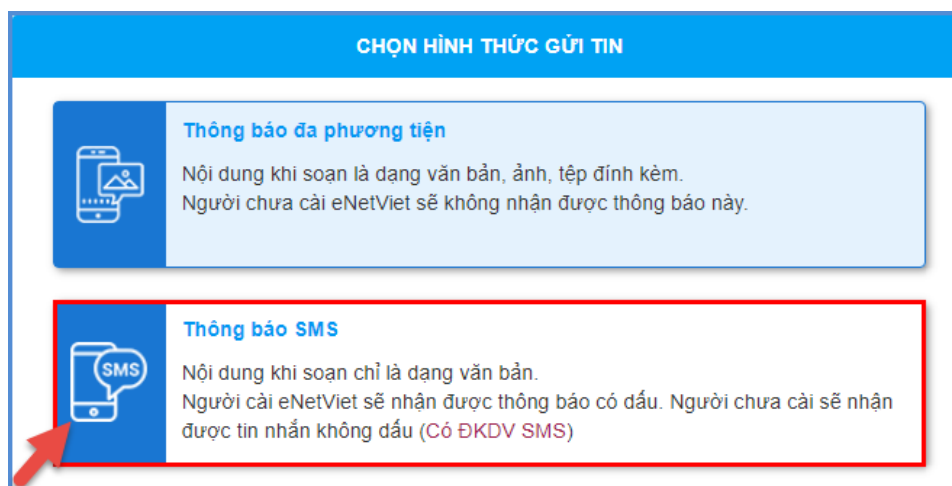 CHỌN HÌNH THỨC GỬI TIN
Thông báo đa phương tiện
Nội dung khi soạn là dạng văn bản, ảnh, tệp đính kèm.
Người chưa cài eNetViet sẽ không nhận được thông báo này.
SMS
Thông báo SMS
Nội dung khi soạn chỉ là dạng văn bản.
Người cài eNetViet sẽ nhận được thông báo có dấu. Người chưa cài sẽ nhận
được tin nhắn không dấu (Có ĐKDV SMS)